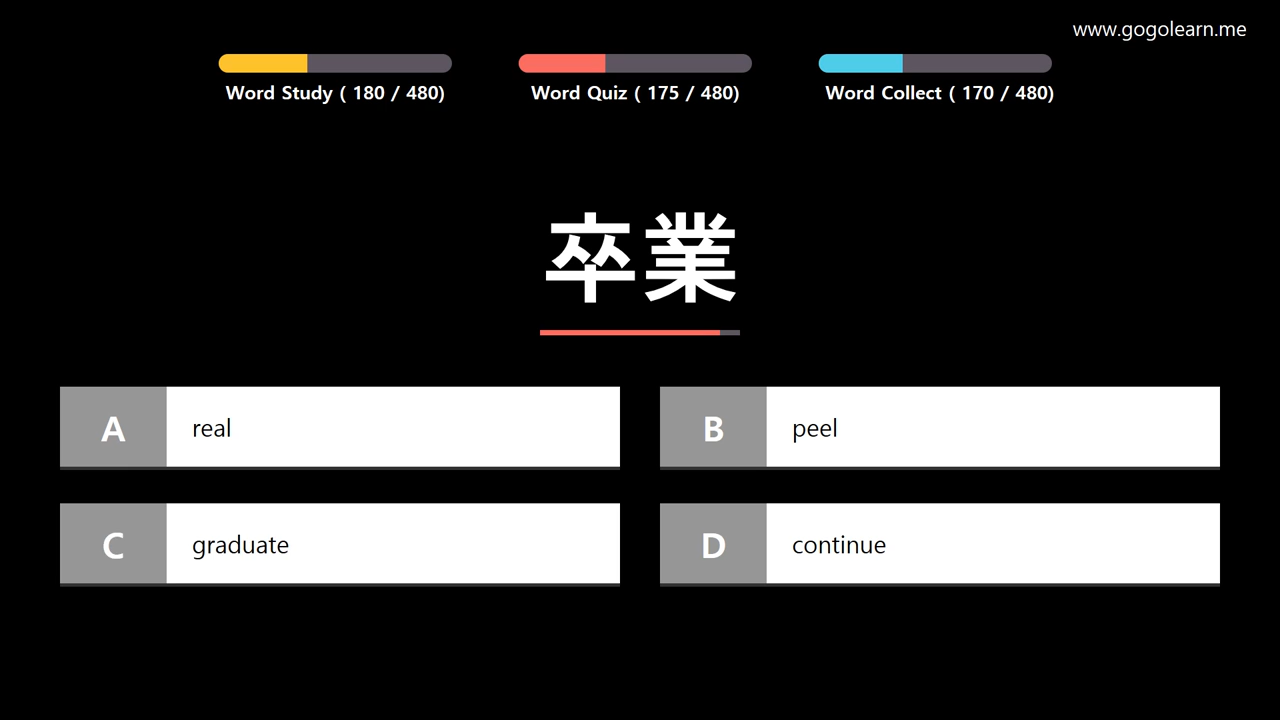 www.gogolearn.me
Word Study ( 180 / 480)
Word Quiz ( 175 / 480)
Word Collect ( 170 / 480)
卒業
A real
B peel
C graduate
D continue